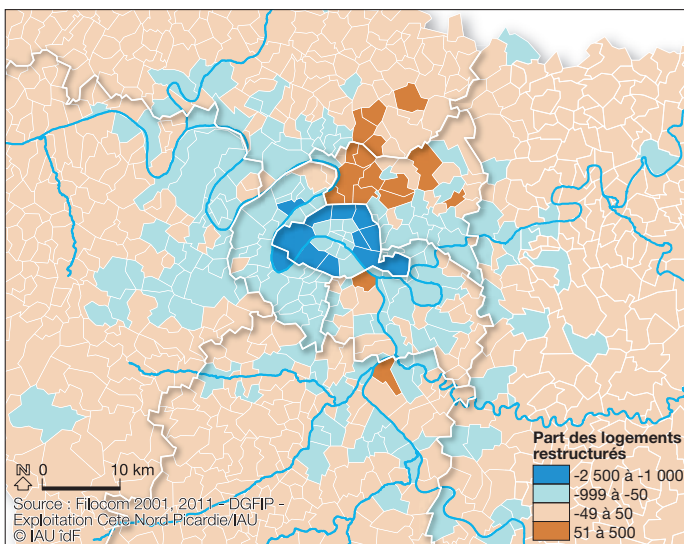 Part des logements
restructurés
-2 500 à -1 000
-999 à -50
-49 à 50
51 à 500
N 0 10 km
Source : Filocom 2001, 2011 - DGFIP -
Exploitation Cete Nord-Picardie/IAU
© IAU îdF